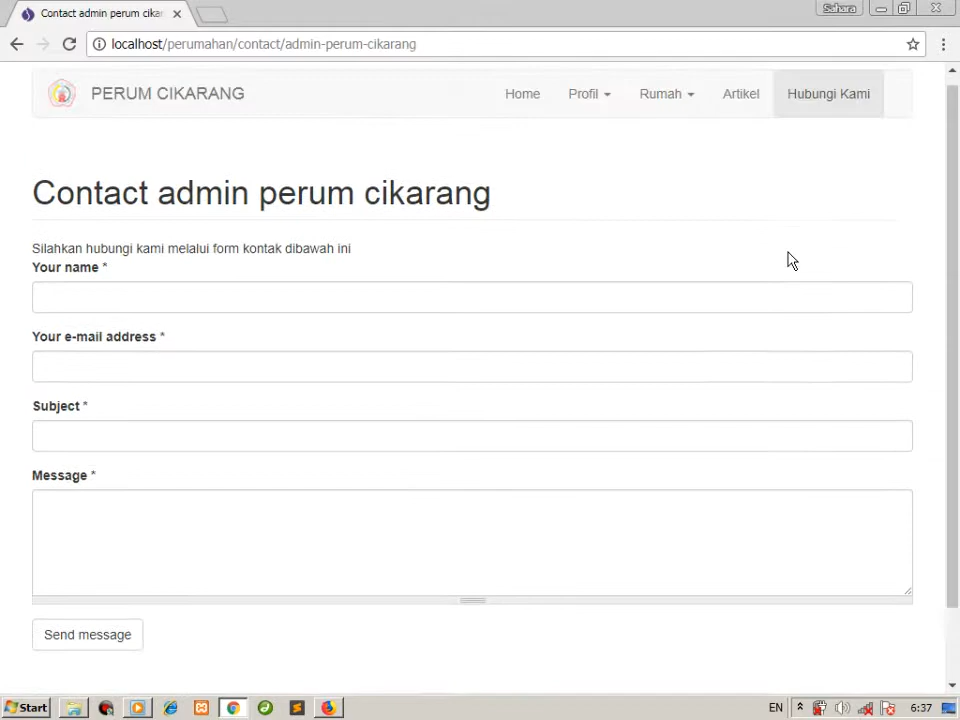 Contact admin perum cika
Sahara
localhost/perumahan/contact/admin-perum-cikarang
PERUM CIKARANG
Home
Profil
Rumah
Artikel
Hubungi Kami
Contact admin perum cikarang
Silahkan hubungi kami melalui form kontak dibawah ini
Your name *
Your e-mail address *
Subject *
Message *
Send message
Start
EN
6:37